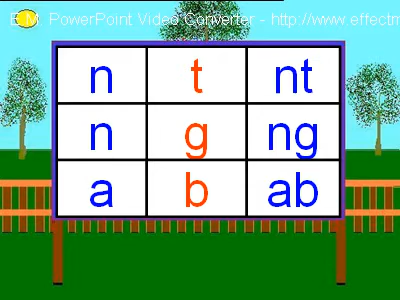 E.M. PowerPoint Video Converter - http://www.effectm
n t nt
n g ng
a b ab